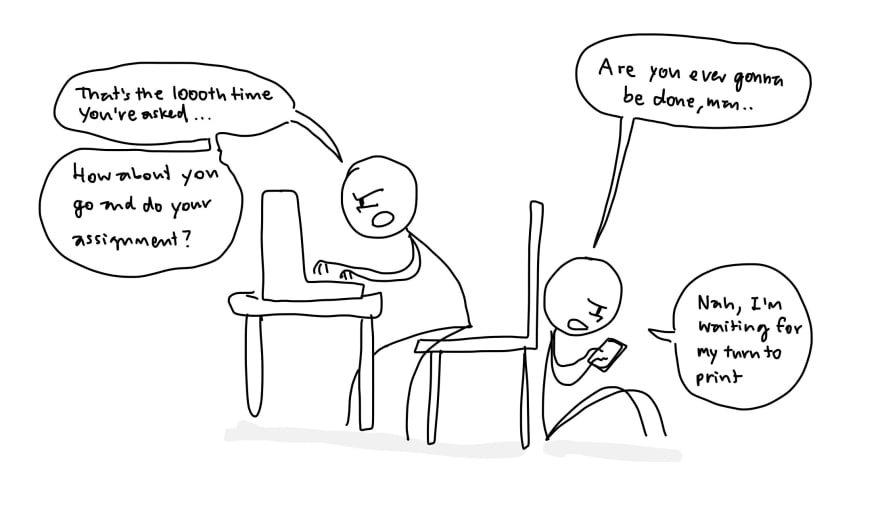 Are you ever gonna
be done, man..
That's the 1000th time
you're asked...
How about you
go and do your
assignment?
Nah, I'm
waiting for
my turn to
print